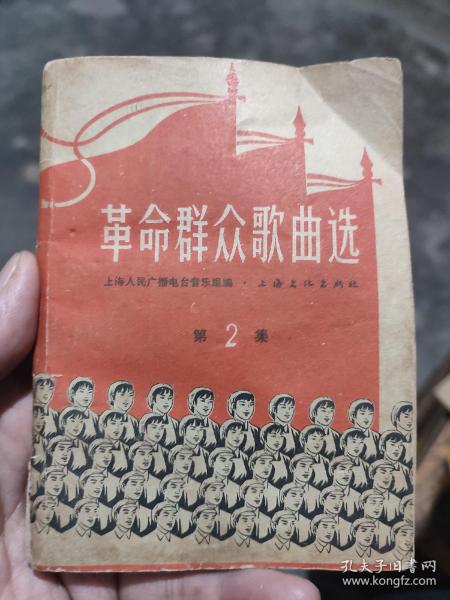 革命群众歌曲选
上海人民广播电台音乐组编 · 上海文化出版社
第2集
孔夫子旧书网
www.kongfz.com